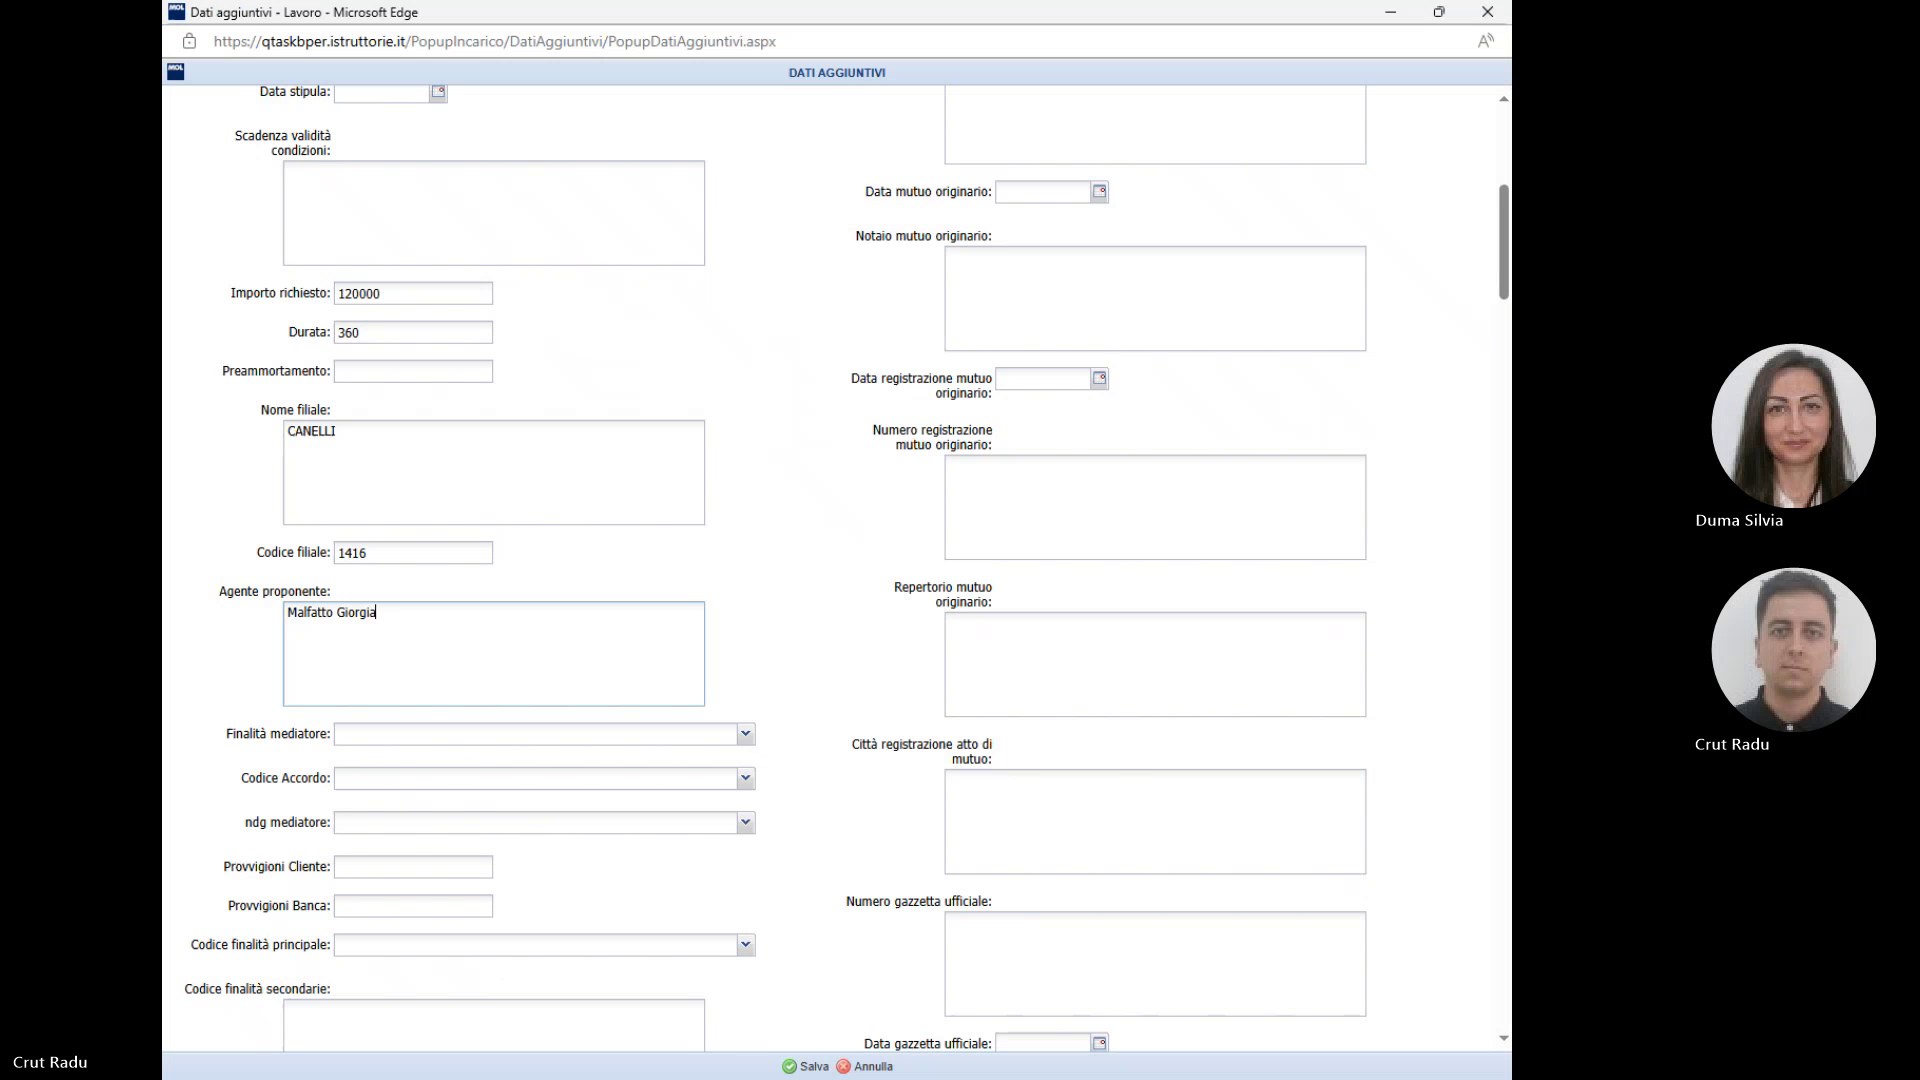 MOL Dati aggiuntivi - Lavoro - Microsoft Edge
https://qtaskbper.istruttorie.it/PopupIncarico/DatiAggiuntivi/PopupDatiAggiuntivi.aspx
MOL
DATI AGGIUNTIVI
Data stipula:
Scadenza validità
condizioni:
Importo richiesto: 120000
Durata: 360
Preammortamento:
Nome filiale:
CANELLI
Codice filiale: 1416
Agente proponente:
Malfatto Giorgia
Finalità mediatore:
Codice Accordo:
ndg mediatore:
Provvigioni Cliente:
Provvigioni Banca:
Codice finalità principale:
Codice finalità secondarie:
Data mutuo originario:
Notaio mutuo originario:
Data registrazione mutuo
originario:
Numero registrazione
mutuo originario:
Repertorio mutuo
originario:
Città registrazione atto di
mutuo:
Numero gazzetta ufficiale:
Data gazzetta ufficiale:
Salva Annulla
Duma Silvia
Crut Radu
Crut Radu